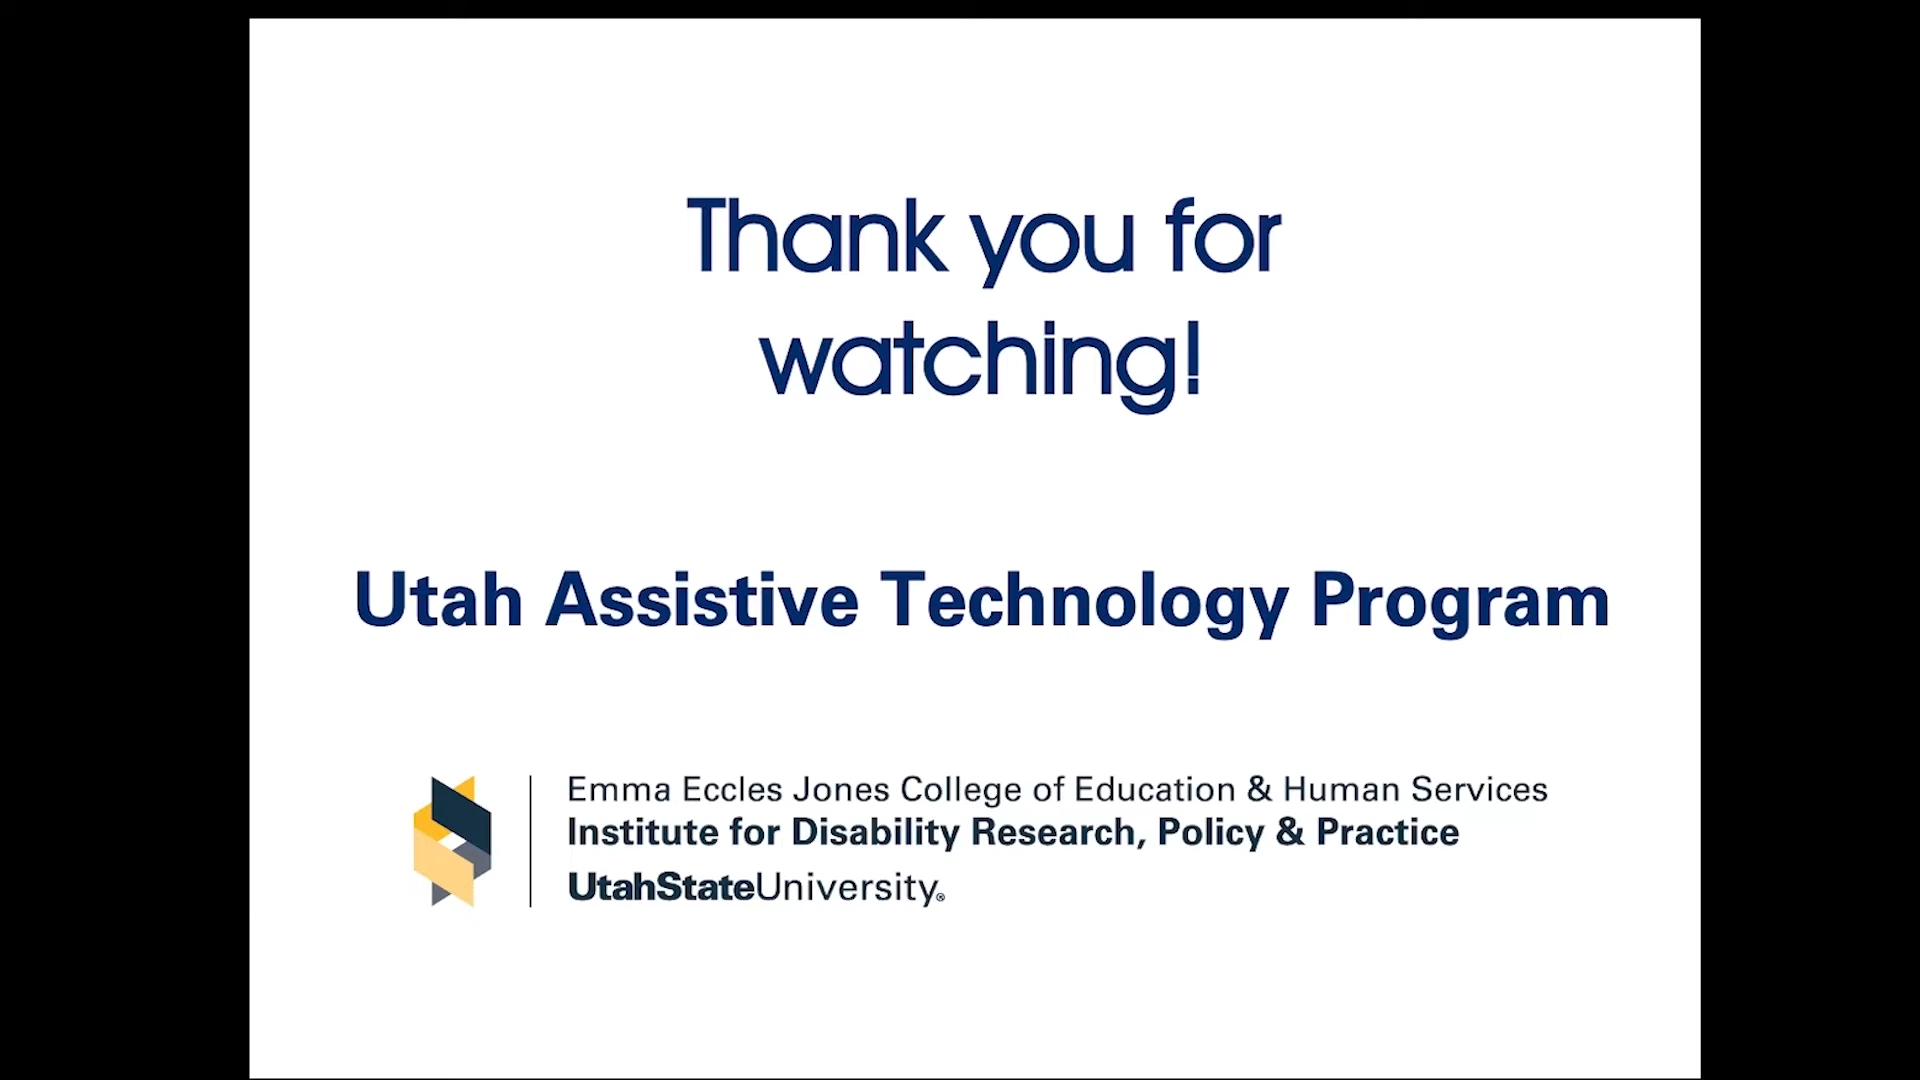 Thank you for
watching!
Utah Assistive Technology Program
Emma Eccles Jones College of Education & Human Services
Institute for Disability Research, Policy & Practice
UtahStateUniversity®